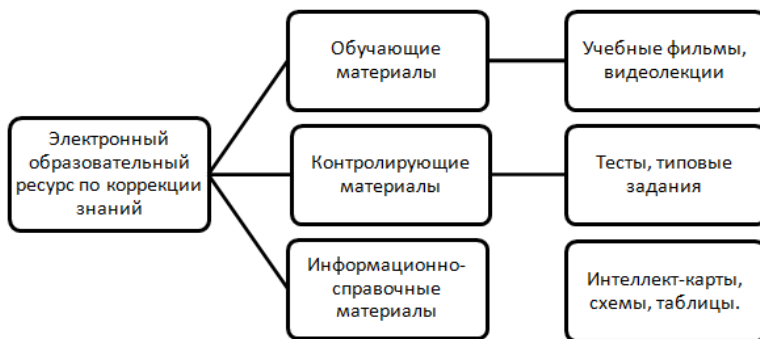 Электронный
образовательный
ресурс по коррекции
знаний
Обучающие
материалы
Учебные фильмы,
видеолекции
Контролирующие
материалы
Тесты, типовые
задания
Информационно-
справочные
материалы
Интеллект-карты,
схемы, таблицы.